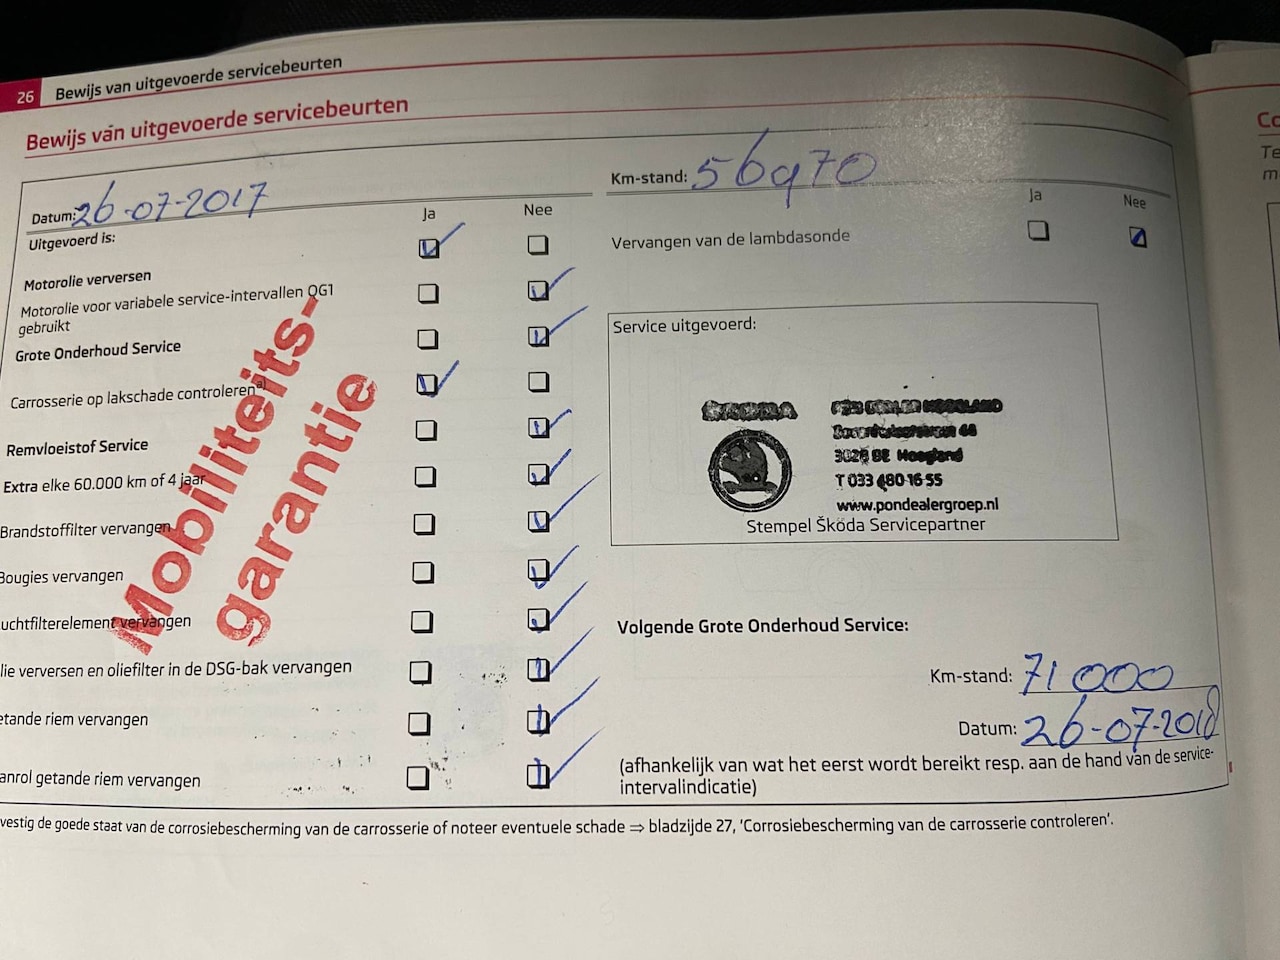 26 Bewijs van uitgevoerde servicebeurten
Bewijs van uitgevoerde servicebeurten
Datum: 26-07-2017
Km-stand: 56970
Ja Nee
Ja Nee
Uitgevoerd is:
Vervangen van de lambdasonde
Motorolie verversen
Motorolie voor variabele service-intervallen QG1
gebruikt
Grote Onderhoud Service
Carrosserie op lakschade controleren a)
Remvloeistof Service
Extra elke 60.000 km of 4 jaar
Brandstoffilter vervangen
Bougies vervangen
uchtfilterelement vervangen
lie verversen en oliefilter in de DSG-bak vervangen
etande riem vervangen
anrol getande riem vervangen
Mobiliteits-
garantie
Service uitgevoerd:
ŠKODA
Hoogland
T 033 480 16 55
www.pondealergroep.nl
Stempel Škoda Servicepartner
Volgende Grote Onderhoud Service:
Km-stand: 71000
Datum: 26-07-2018
(afhankelijk van wat het eerst wordt bereikt resp. aan de hand van de service-
intervalindicatie)
vestig de goede staat van de corrosiebescherming van de carrosserie of noteer eventuele schade ⇒ bladzijde 27, 'Corrosiebescherming van de carrosserie controleren'.
Co
Te
m